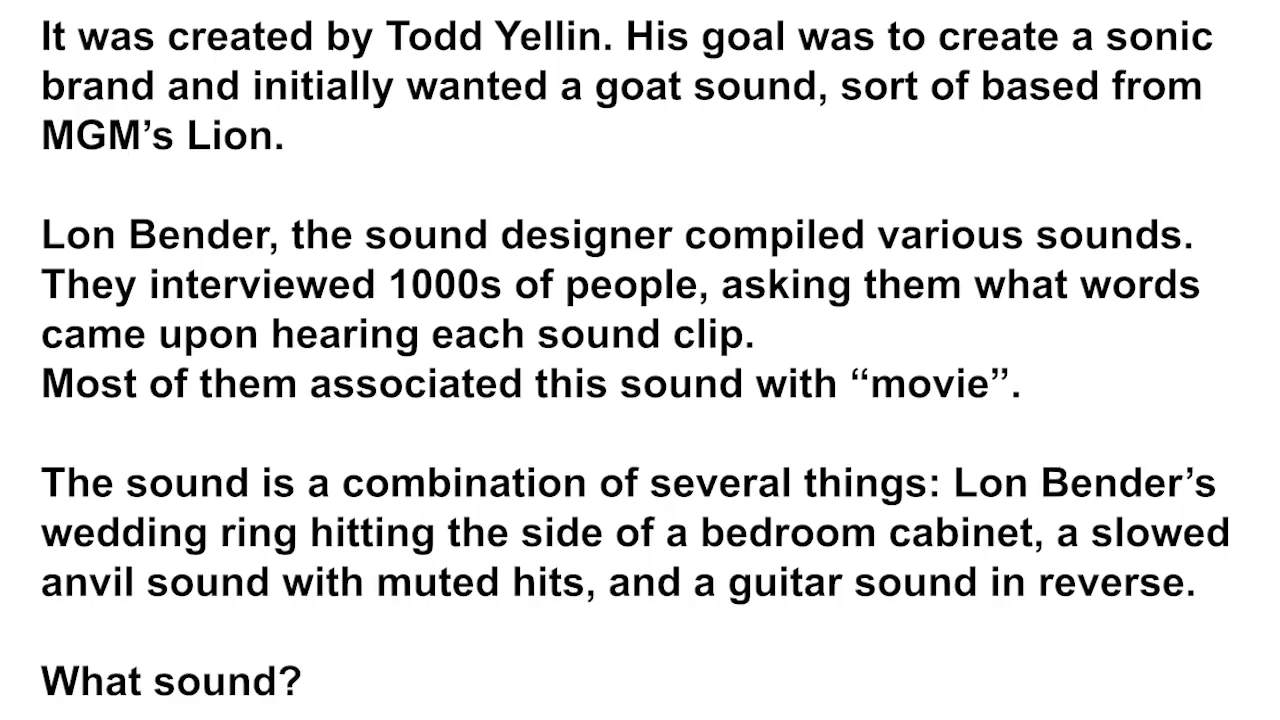 It was created by Todd Yellin. His goal was to create a sonic
brand and initially wanted a goat sound, sort of based from
MGM’s Lion.
Lon Bender, the sound designer compiled various sounds.
They interviewed 1000s of people, asking them what words
came upon hearing each sound clip.
Most of them associated this sound with “movie”.
The sound is a combination of several things: Lon Bender’s
wedding ring hitting the side of a bedroom cabinet, a slowed
anvil sound with muted hits, and a guitar sound in reverse.
What sound?